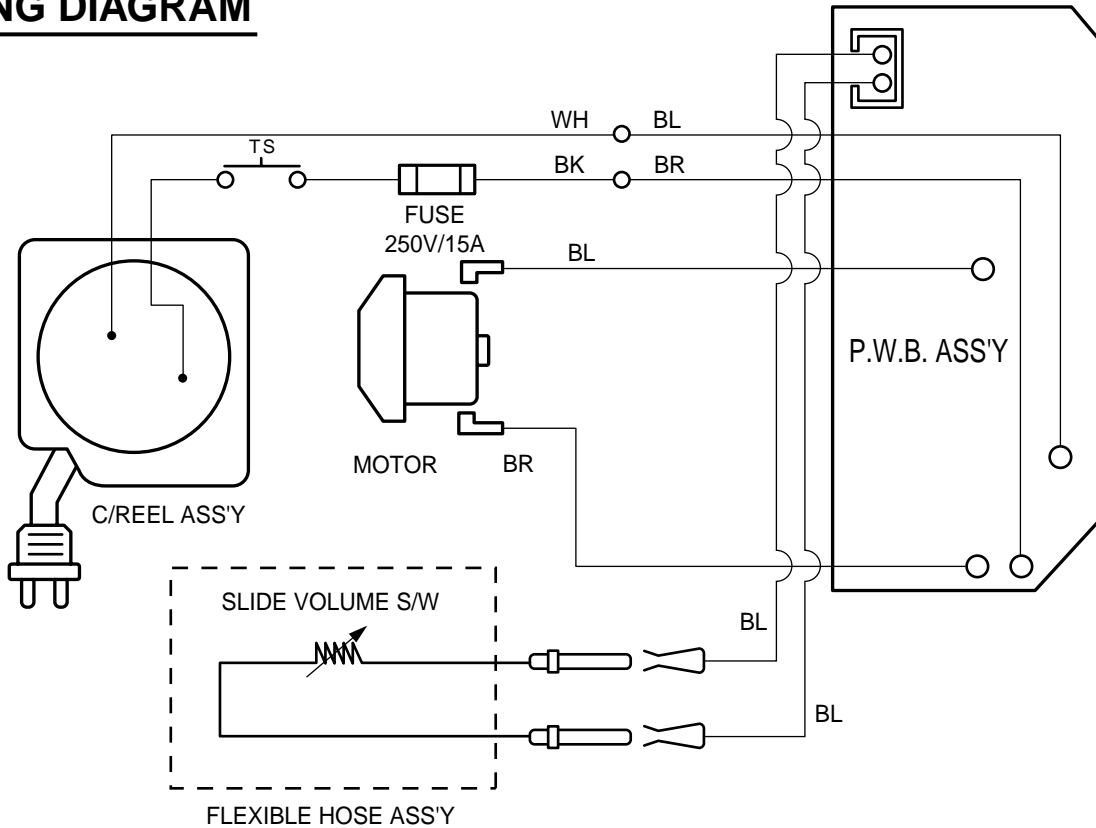 NG DIAGRAM
WH BL
TS
BK BR
FUSE
250V/15A
BL
P.W.B. ASS'Y
MOTOR BR
C/REEL ASS'Y
SLIDE VOLUME S/W
BL
BL
FLEXIBLE HOSE ASS'Y